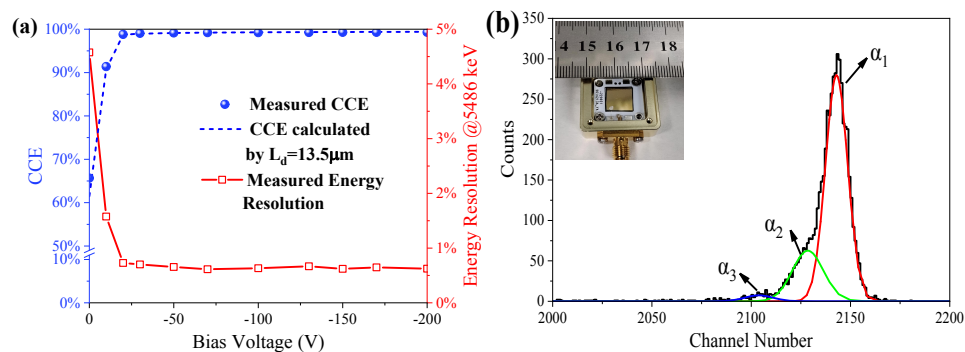 (a)
100%
90%
80%
70%
60%
50%
10%
0%
CCE
5%
4%
3%
2%
1%
0%
Energy Resolution @5486 keV
Measured CCE
CCE calculated
by L_d=13.5μm
Measured Energy
Resolution
0 -50 -100 -150 -200
Bias Voltage (V)
(b)
350
300
250
200
150
100
50
0
Counts
4 15 16 17 18
α₁
α₂
α₃
2000 2050 2100 2150 2200
Channel Number